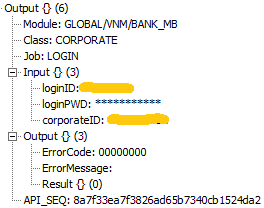 Output {} (6)
Module: GLOBAL/VNM/BANK_MB
Class: CORPORATE
Job: LOGIN
Input {} (3)
loginID:
loginPWD: ***********
corporateID:
Output {} (3)
ErrorCode: 00000000
ErrorMessage:
Result {} (0)
API_SEQ: 8a7f33ea7f3826ad65b7340cb1524da2